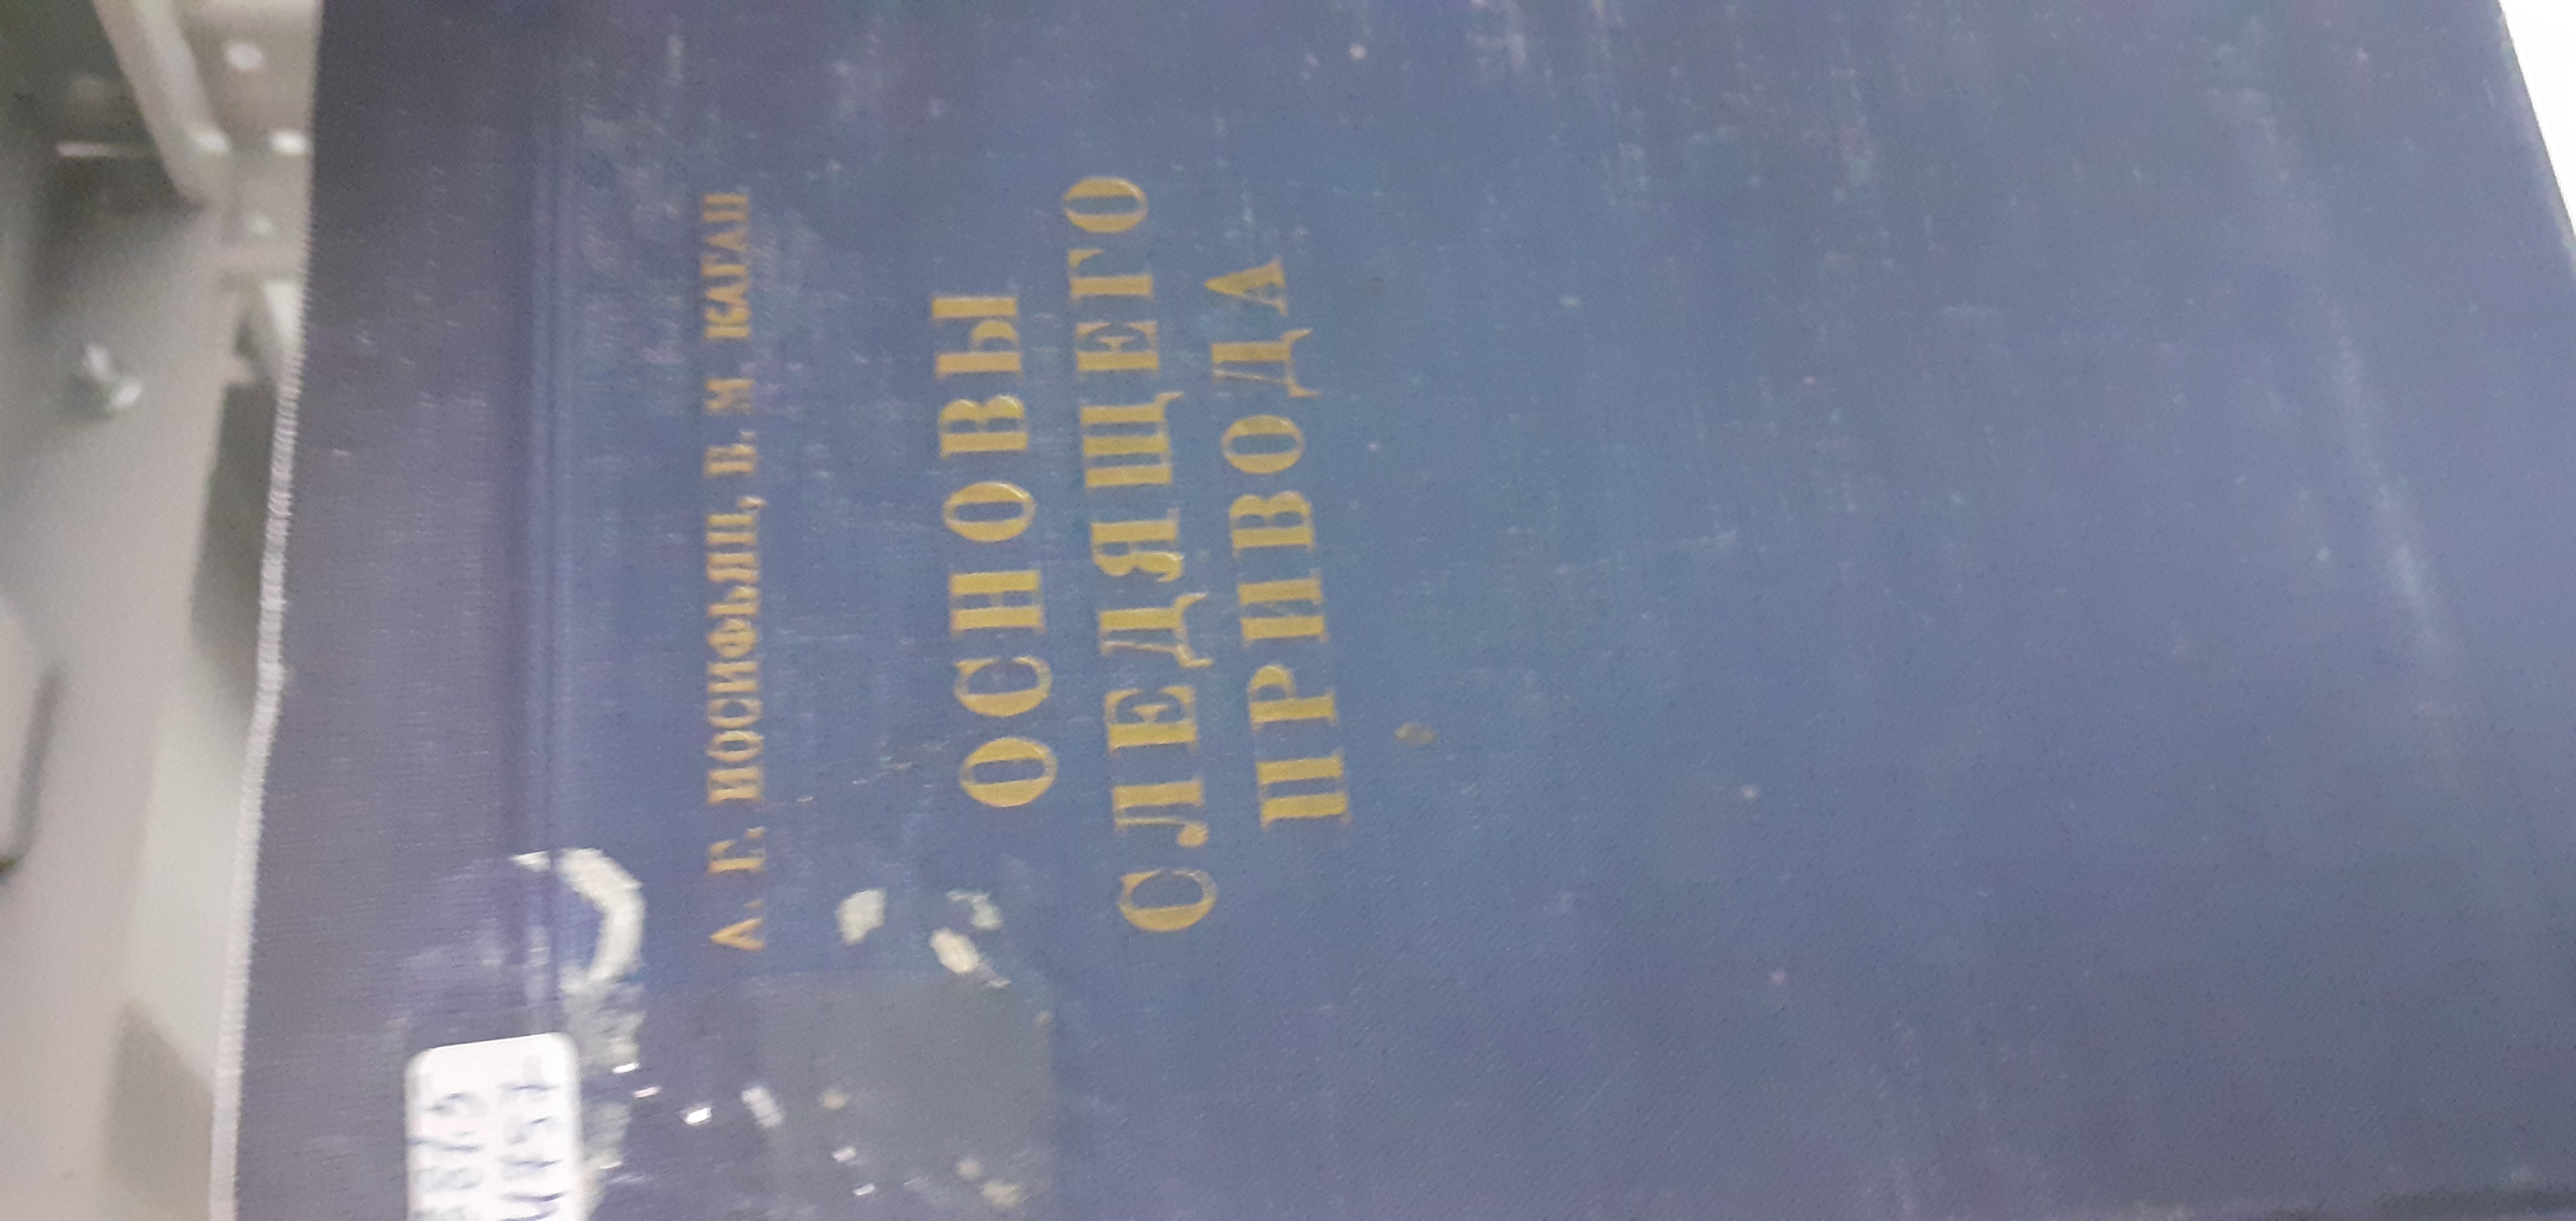 А. Г. ИОСИФЬЯН, Б. М. КАГАН
ОСНОВЫ
СЛЕДЯЩЕГО
ПРИВОДА